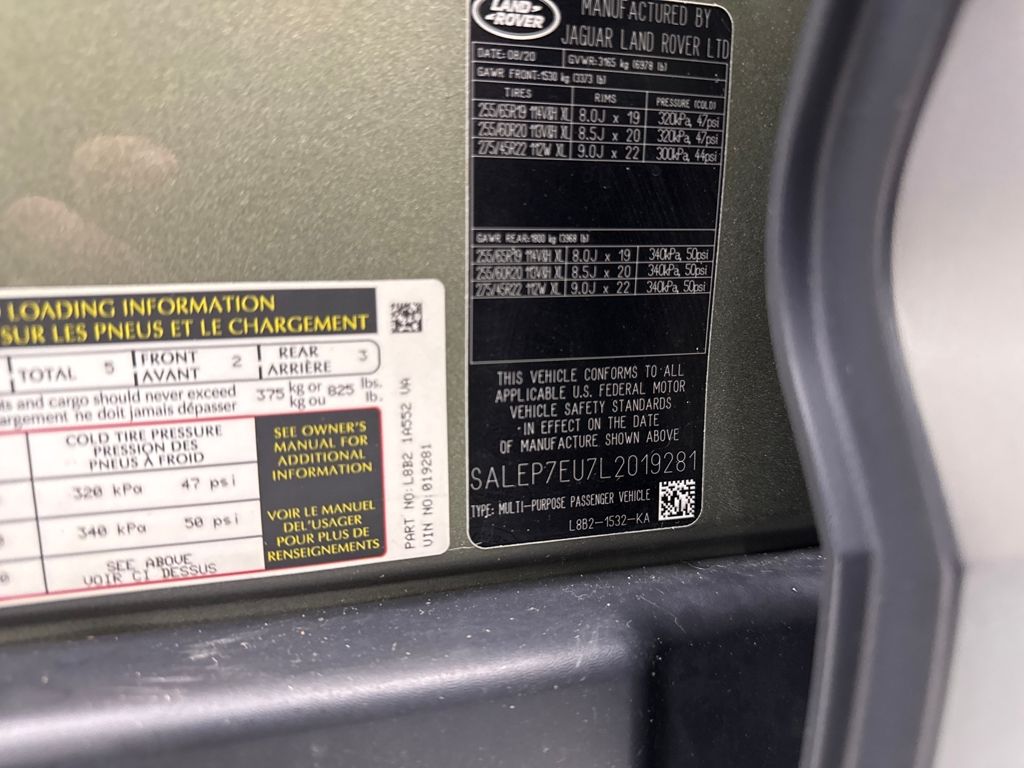 LAND-
-ROVER
MANUFACTURED BY
JAGUAR LAND ROVER LTD
DATE: 08/20 GVWR:3165 kg (6978 lb)
GAWR FRONT:1530 kg (3373 lb)
TIRES RIMS PRESSURE (COLD)
255/65R19 114V&H XL 8.0J x 19 320kPa, 47psi
255/60R20 113V&H XL 8.5J x 20 320kPa, 47psi
275/45R22 112W XL 9.0J x 22 300kPa, 44psi
GAWR REAR:1800 kg (3968 lb)
255/65R19 114V&H XL 8.0J x 19 340kPa, 50psi
255/60R20 113V&H XL 8.5J x 20 340kPa, 50psi
275/45R22 112W XL 9.0J x 22 340kPa, 50psi
THIS VEHICLE CONFORMS TO ALL
APPLICABLE U.S. FEDERAL MOTOR
VEHICLE SAFETY STANDARDS
IN EFFECT ON THE DATE
OF MANUFACTURE SHOWN ABOVE
SALEP7EU7L2019281
TYPE: MULTI-PURPOSE PASSENGER VEHICLE
L8B2-1532-KA
LOADING INFORMATION
SUR LES PNEUS ET LE CHARGEMENT
TOTAL 5 FRONT AVANT 2 REAR ARRIÈRE 3
and cargo should never exceed 375 kg or 825 lbs.
ne doit jamais dépasser kg ou lb.
COLD TIRE PRESSURE
PRESSION DES
PNEUS À FROID
320 kPa 47 psi
340 kPa 50 psi
SEE ABOVE
VOIR CI DESSUS
SEE OWNER'S
MANUAL FOR
ADDITIONAL
INFORMATION
VOIR LE MANUEL
DEL'USAGER
POUR PLUS DE
RENSEIGNEMENTS
PART NO:L8B2 1A552 VA
VIN NO:019281